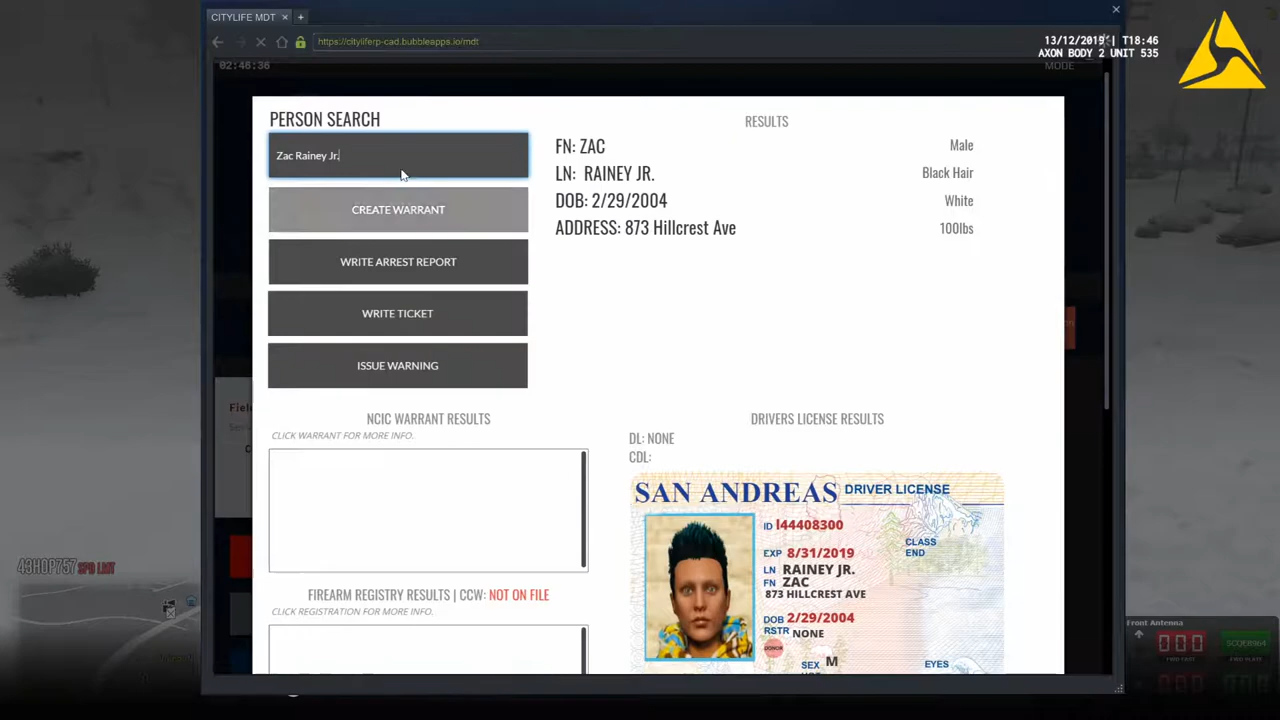 CITYLIFE MDT
https://cityliferp-cad.bubbleapps.io/mdt
13/12/2019 | T18:46
AXON BODY 2 UNIT 535
02:46:36
MODE
PERSON SEARCH
Zac Rainey Jr.
CREATE WARRANT
WRITE ARREST REPORT
WRITE TICKET
ISSUE WARNING
RESULTS
FN: ZAC
LN: RAINEY JR.
DOB: 2/29/2004
ADDRESS: 873 Hillcrest Ave
Male
Black Hair
White
100lbs
NCIC WARRANT RESULTS
CLICK WARRANT FOR MORE INFO.
FIREARM REGISTRY RESULTS | CCW: NOT ON FILE
CLICK REGISTRATION FOR MORE INFO.
DRIVERS LICENSE RESULTS
DL: NONE
CDL:
SAN ANDREAS DRIVER LICENSE
ID I44408300
CLASS
END
EXP 8/31/2019
LN RAINEY JR.
FN ZAC
873 HILLCREST AVE
DOB 2/29/2004
RSTR NONE
DONOR
SEX M
EYES
Fiel
43HOP757
Front Antenna
000